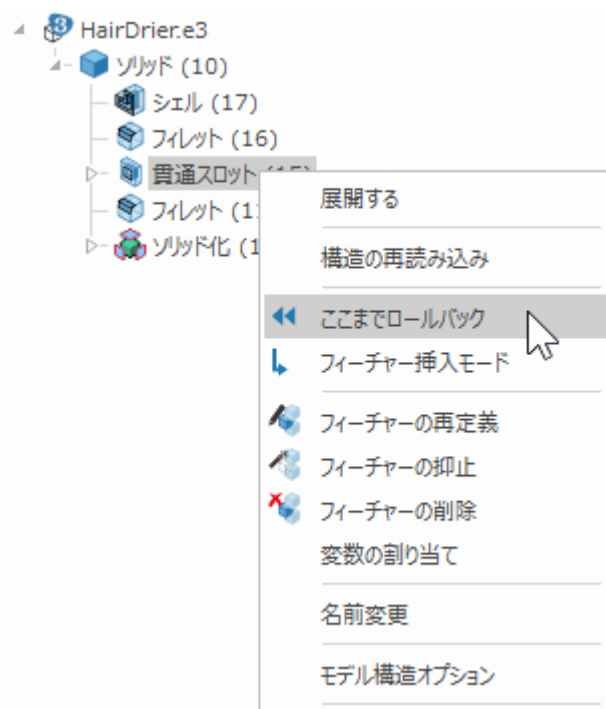 HairDrier.e3
ソリッド (10)
シェル (17)
フィレット (16)
貫通スロット
フィレット (1
ソリッド化 (1
展開する
構造の再読み込み
ここまでロールバック
フィーチャー挿入モード
フィーチャーの再定義
フィーチャーの抑止
フィーチャーの削除
変数の割り当て
名前変更
モデル構造オプション